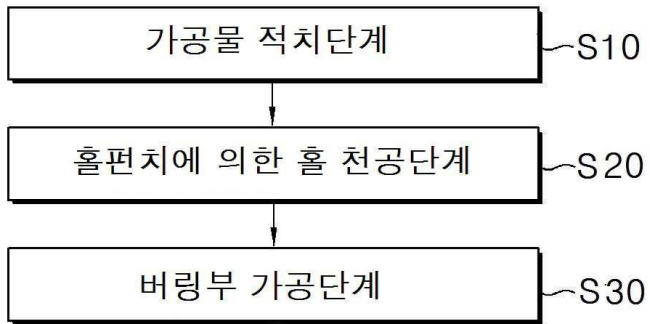 가공물 적치단계
S10
홀펀치에 의한 홀 천공단계
S20
버링부 가공단계
S30